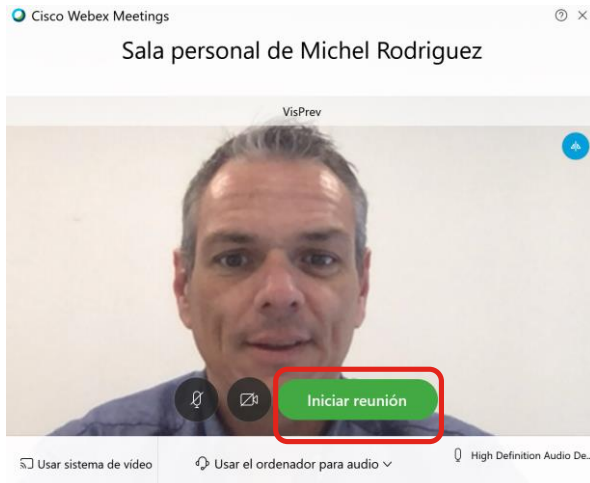 Cisco Webex Meetings
Sala personal de Michel Rodriguez
VisPrev
Iniciar reunión
Usar sistema de vídeo
Usar el ordenador para audio
High Definition Audio De..